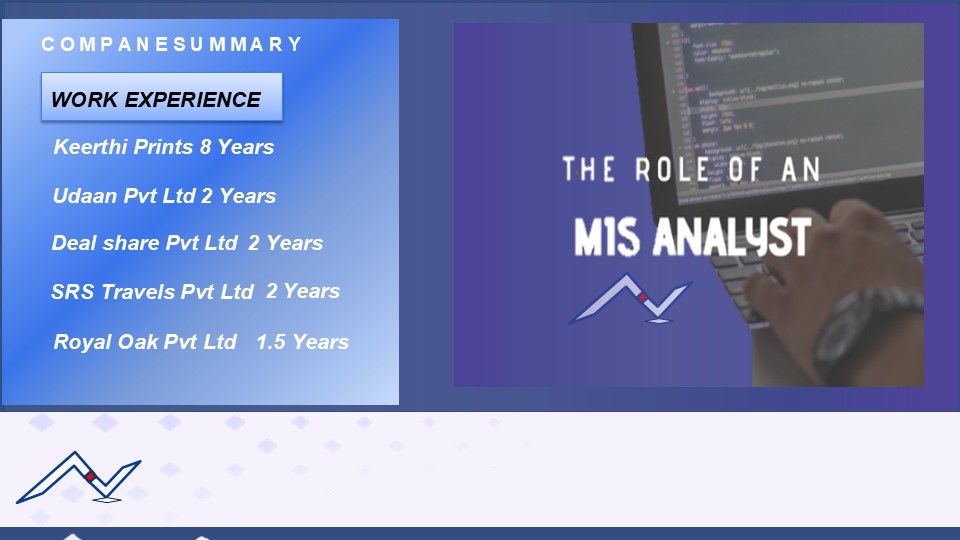 COMPANESUMMARY
WORK EXPERIENCE
Keerthi Prints 8 Years
Udaan Pvt Ltd 2 Years
Deal share Pvt Ltd 2 Years
SRS Travels Pvt Ltd 2 Years
Royal Oak Pvt Ltd 1.5 Years
THE ROLE OF AN
MIS ANALYST